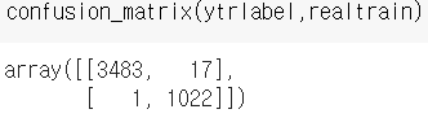 confusion_matrix(ytrlabel,realtrain)
array([[3483,   17],
       [   1, 1022]])